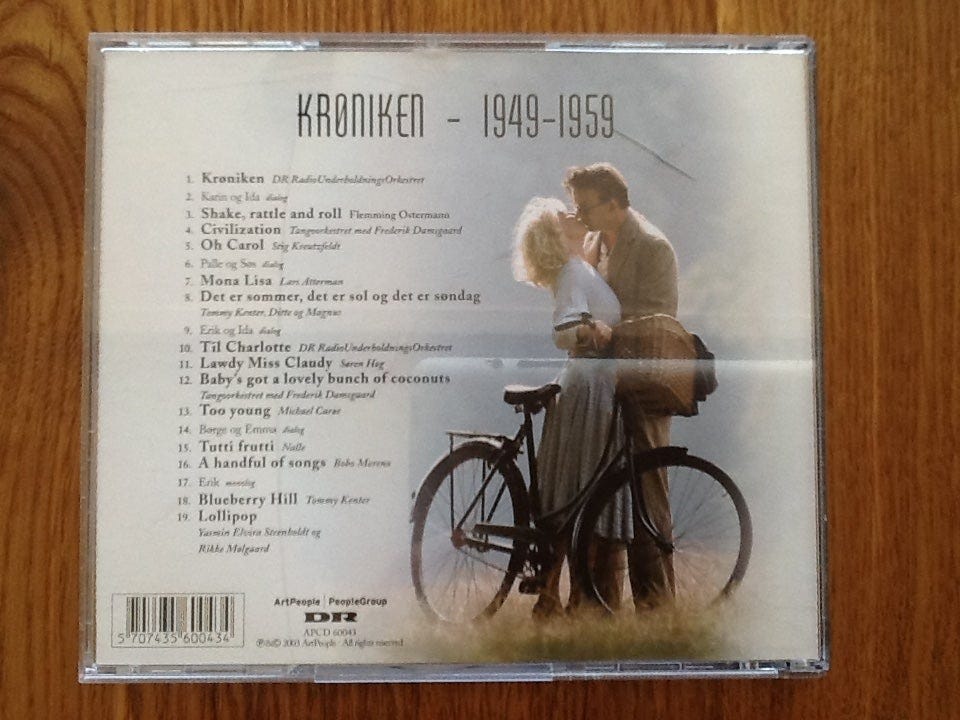 KRØNIKEN - 1949-1959
1. Krøniken DR RadioUnderholdningsOrkestret
2. Karin og Ida dialog
3. Shake, rattle and roll Flemming Ostermann
4. Civilization Tangoorkestret med Frederik Damsgaard
5. Oh Carol Stig Kreutzfeldt
6. Palle og Søs dialog
7. Mona Lisa Lars Atterman
8. Det er sommer, det er sol og det er søndag
Tommy Kenter, Ditte og Magnus
9. Erik og Ida dialog
10. Til Charlotte DR RadioUnderholdningsOrkestret
11. Lawdy Miss Claudy Søren Høg
12. Baby's got a lovely bunch of coconuts
Tangoorkestret med Frederik Damsgaard
13. Too young Michael Carøe
14. Børge og Emma dialog
15. Tutti frutti Nalle
16. A handful of songs Bobo Moreno
17. Erik monolog
18. Blueberry Hill Tommy Kenter
19. Lollipop
Yasmin Elvira Steenholdt og
Rikke Mølgaard
ArtPeople PeopleGroup
DR
APCD 60043
℗&© 2003 ArtPeople · All rights reserved
5 707435 600434